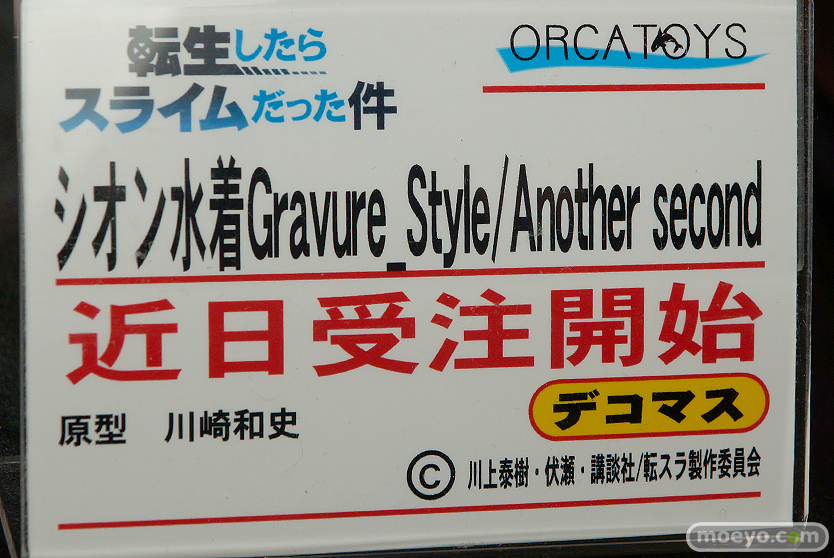 転生したら
スライムだった件
ORCATOYS
シオン水着Gravure_Style/Another second
近日受注開始
デコマス
原型 川崎和史
©川上泰樹・伏瀬・講談社/転スラ製作委員会
moeyo.com